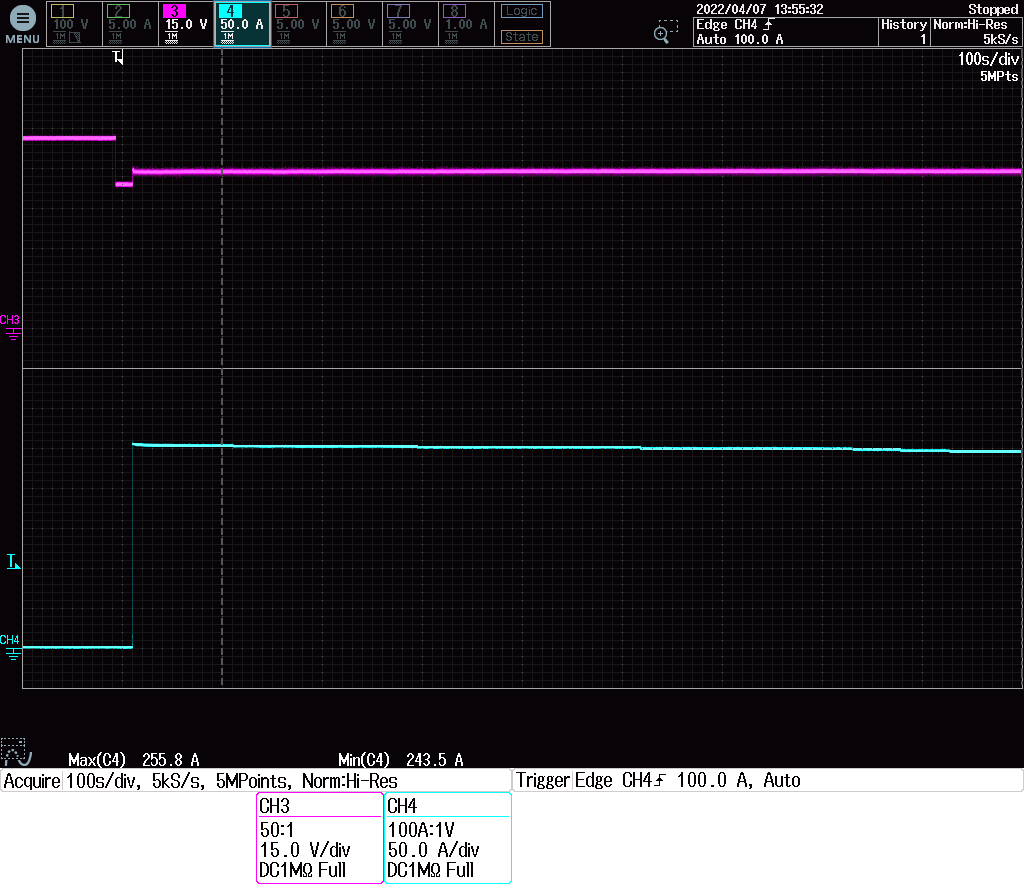 MENU
1
100 V
1M
2
5.00 A
1M
3
15.0 V
1M
4
50.0 A
1M
5
5.00 V
1M
6
50.0 V
1M
7
5.00 V
1M
8
1.00 A
1M
Logic
State
2022/04/07 13:55:32
Stopped
Edge CH4
Auto 100.0 A
History
1
Norm:Hi-Res
5kS/s
T
100s/div
5MPts
CH3
T
CH4
Max(C4) 255.8 A
Min(C4) 243.5 A
Acquire 100s/div, 5kS/s, 5MPoints, Norm:Hi-Res
Trigger Edge CH4 100.0 A, Auto
CH3
50:1
15.0 V/div
DC1MΩ Full
CH4
100A:1V
50.0 A/div
DC1MΩ Full